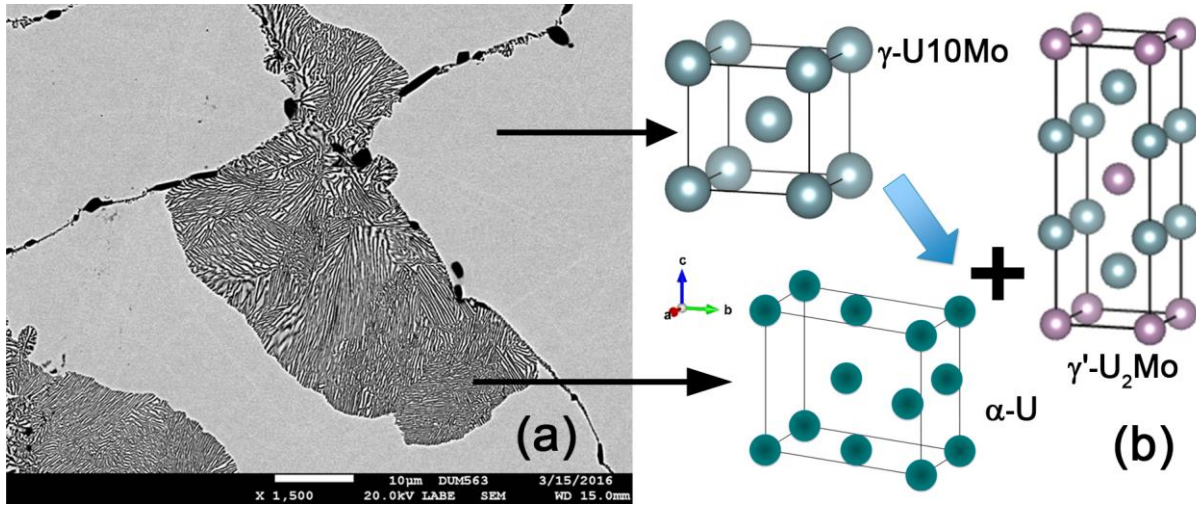 (a)
10μm DUM563 3/15/2016
X 1,500 20.0kV LABE SEM WD 15.0mm
γ-U10Mo
c
a
b
γ'-U₂Mo
α-U
(b)